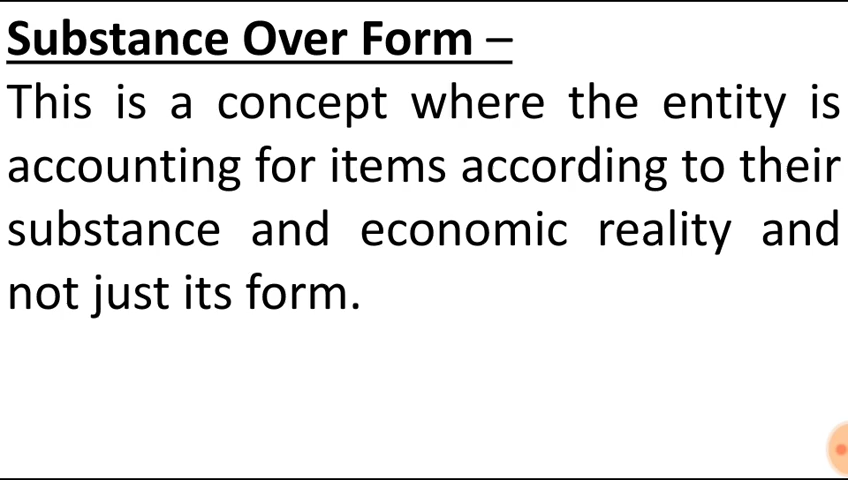 Substance Over Form –
This is a concept where the entity is
accounting for items according to their
substance and economic reality and
not just its form.